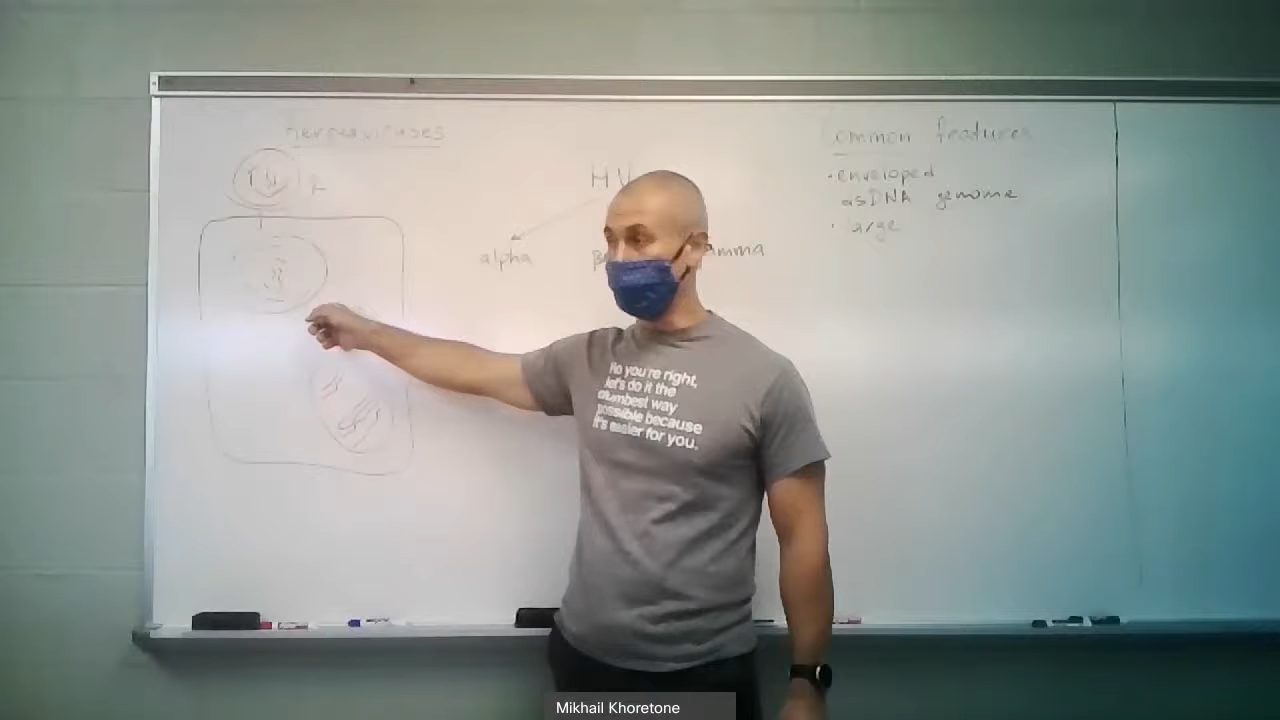 herpesviruses
HV
alpha
gamma
Common features
• enveloped
dsDNA genome
• large
No you're right,
let's do it the
dumbest way
possible because
it's easier for you.
Mikhail Khoretone